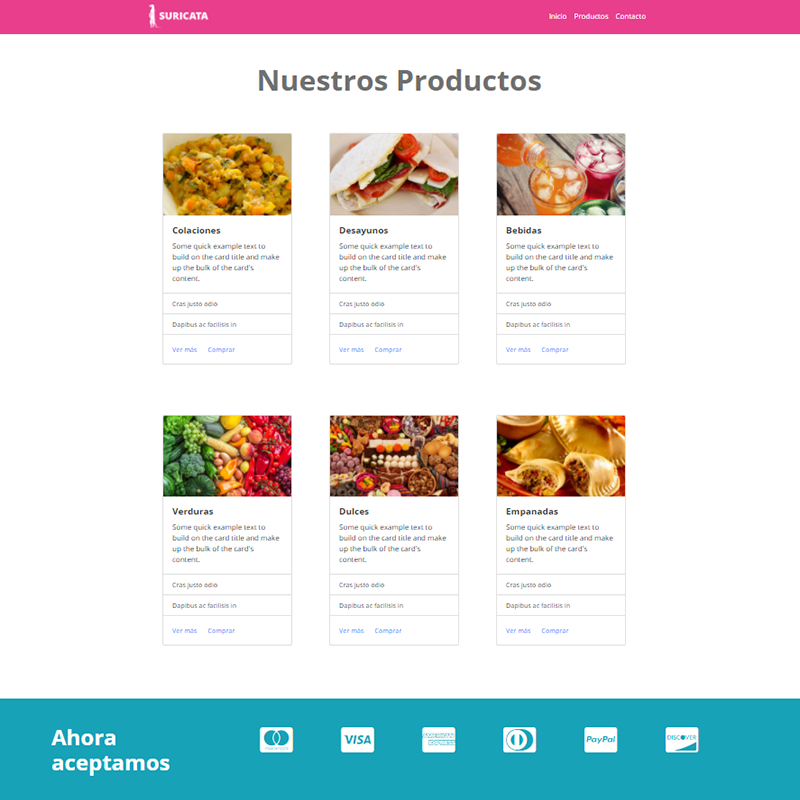 SURICATA
Inicio Productos Contacto
Nuestros Productos
Colaciones
Some quick example text to
build on the card title and make
up the bulk of the card's
content.
Cras justo odio
Dapibus ac facilisis in
Ver más Comprar
Desayunos
Some quick example text to
build on the card title and make
up the bulk of the card's
content.
Cras justo odio
Dapibus ac facilisis in
Ver más Comprar
Bebidas
Some quick example text to
build on the card title and make
up the bulk of the card's
content.
Cras justo odio
Dapibus ac facilisis in
Ver más Comprar
Verduras
Some quick example text to
build on the card title and make
up the bulk of the card's
content.
Cras justo odio
Dapibus ac facilisis in
Ver más Comprar
Dulces
Some quick example text to
build on the card title and make
up the bulk of the card's
content.
Cras justo odio
Dapibus ac facilisis in
Ver más Comprar
Empanadas
Some quick example text to
build on the card title and make
up the bulk of the card's
content.
Cras justo odio
Dapibus ac facilisis in
Ver más Comprar
Ahora
aceptamos
VISA
AMERICAN
EXPRESS
PayPal
DISCOVER